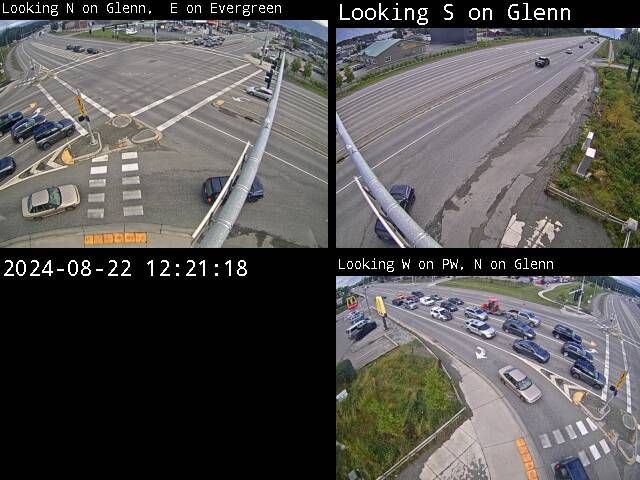 Looking N on Glenn,  E on Evergreen
Looking S on Glenn
2024-08-22 12:21:18
Looking W on PW, N on Glenn